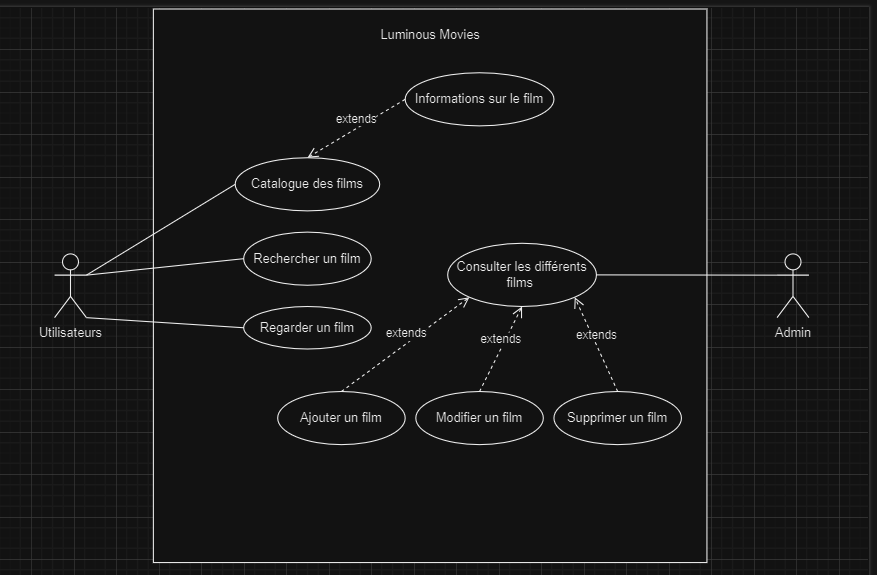 Luminous Movies
Informations sur le film
extends
Catalogue des films
Rechercher un film
Consulter les différents
films
Regarder un film
Utilisateurs
Admin
extends
extends
extends
Ajouter un film
Modifier un film
Supprimer un film